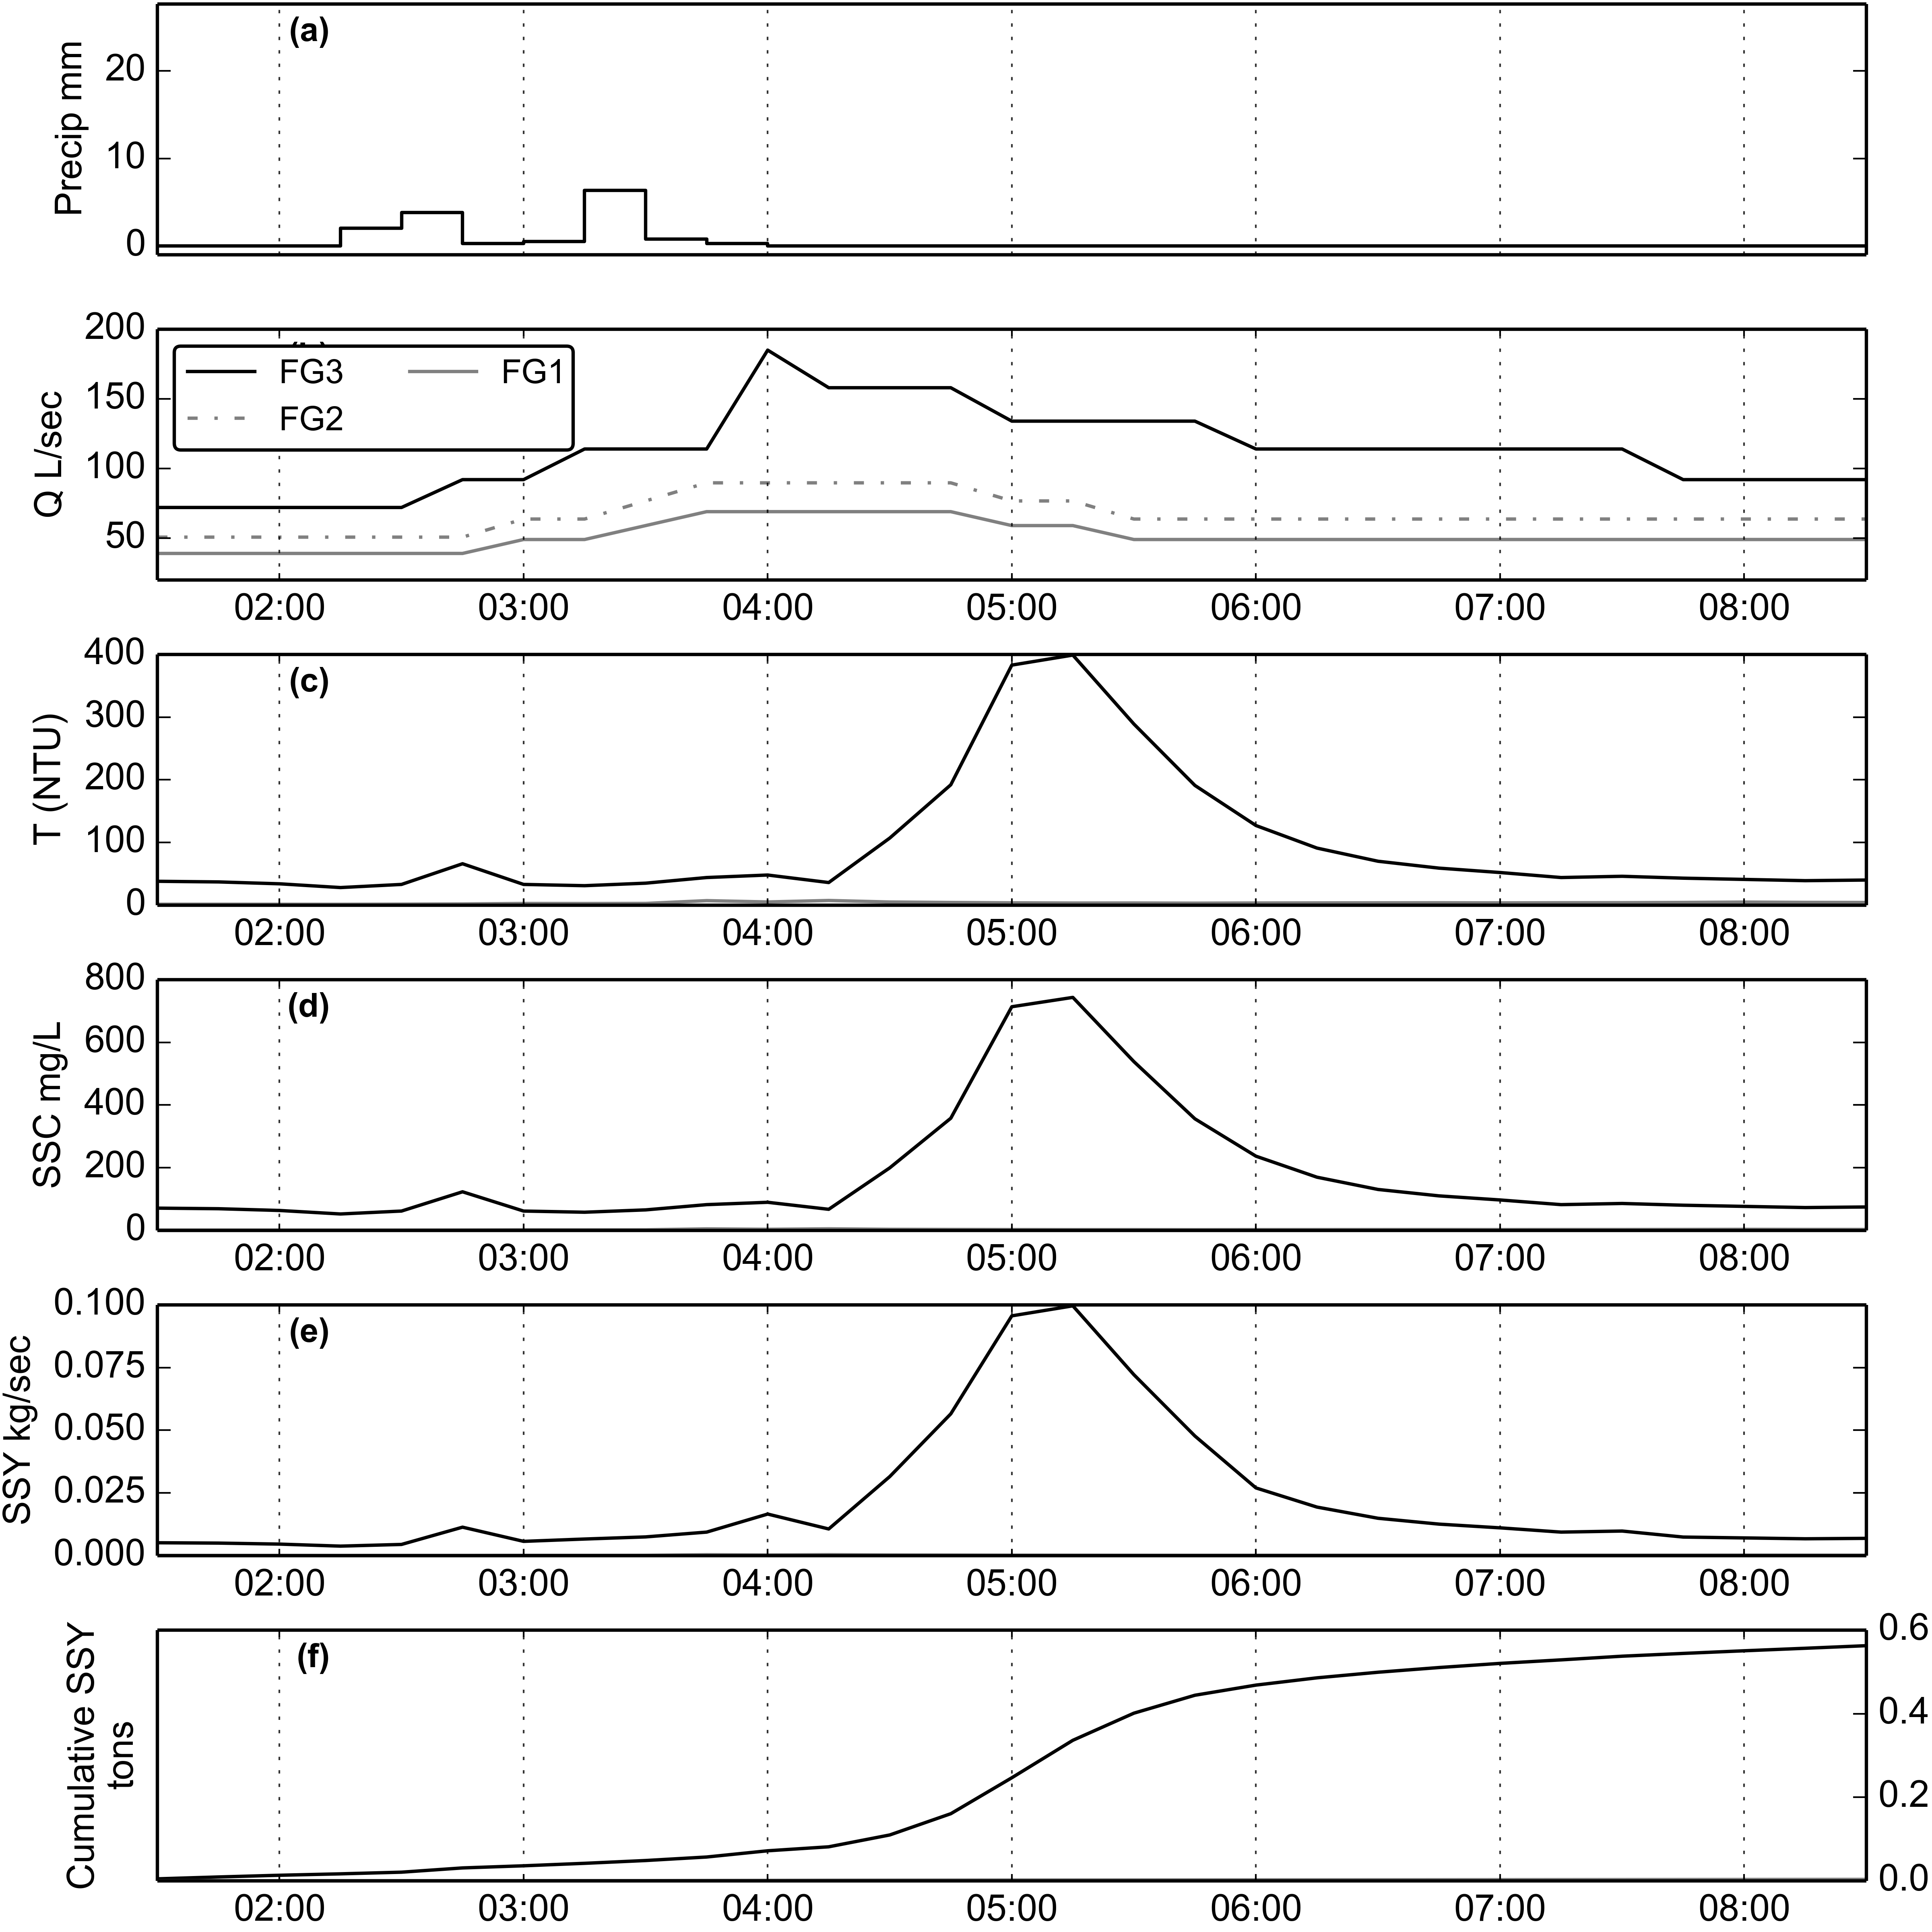 (a)
Precip mm
20
10
0
200
150
100
50
Q L/sec
FG3 FG1
FG2
02:00 03:00 04:00 05:00 06:00 07:00 08:00
(c)
T (NTU)
400
300
200
100
0
02:00 03:00 04:00 05:00 06:00 07:00 08:00
(d)
SSC mg/L
800
600
400
200
0
02:00 03:00 04:00 05:00 06:00 07:00 08:00
(e)
SSY kg/sec
0.100
0.075
0.050
0.025
0.000
02:00 03:00 04:00 05:00 06:00 07:00 08:00
(f)
Cumulative SSY
tons
0.6
0.4
0.2
0.0
02:00 03:00 04:00 05:00 06:00 07:00 08:00